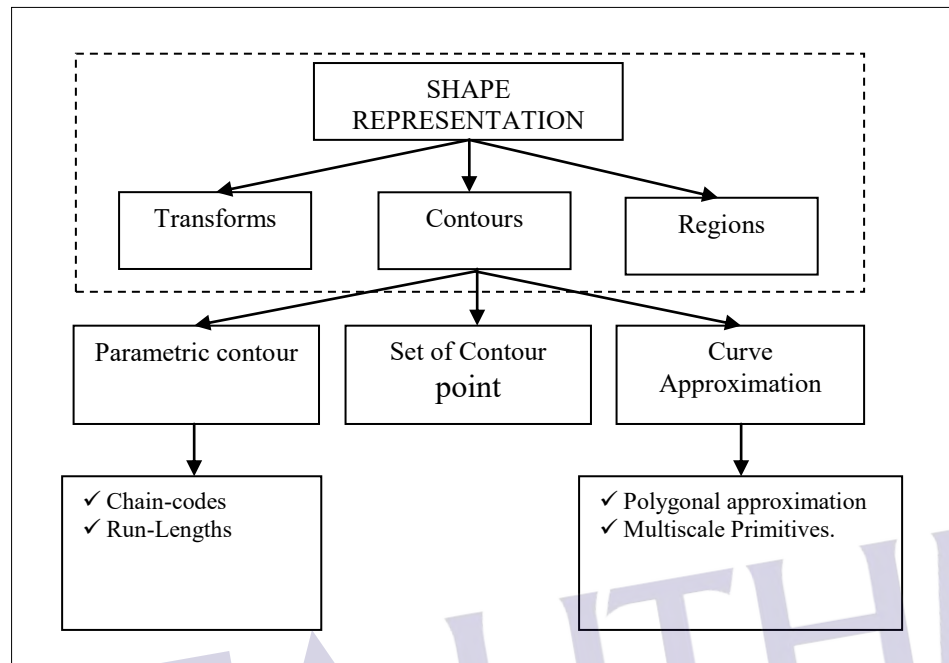 SHAPE
REPRESENTATION
Transforms
Contours
Regions
Parametric contour
Set of Contour
point
Curve
Approximation
✓ Chain-codes
✓ Run-Lengths
✓ Polygonal approximation
✓ Multiscale Primitives.